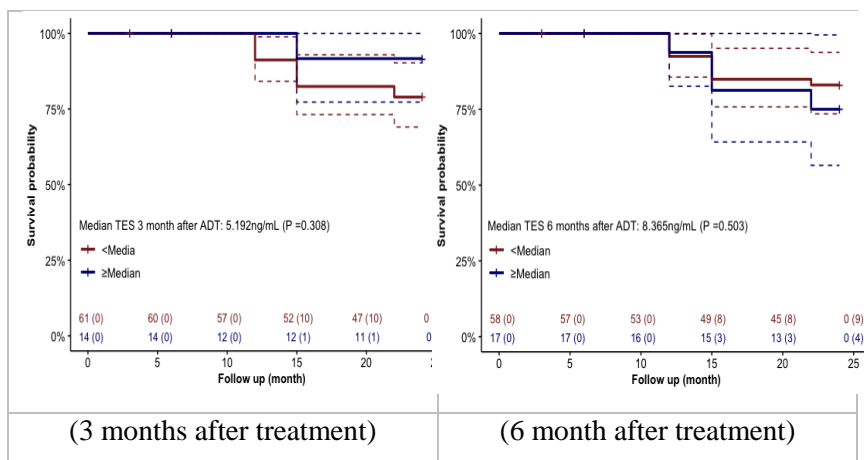 100%
75%
50%
25%
0%
Survival probability
Median TES 3 month after ADT: 5.192ng/mL (P =0.308)
<Media
≥Median
61 (0) 60 (0) 57 (0) 52 (10) 47 (10) 0
14 (0) 14 (0) 12 (0) 12 (1) 11 (1) 0
0 5 10 15 20 2
Follow up (month)
(3 months after treatment)
100%
75%
50%
25%
0%
Survival probability
Median TES 6 months after ADT: 8.365ng/mL (P =0.503)
<Median
≥Median
58 (0) 57 (0) 53 (0) 49 (8) 45 (8) 0 (9)
17 (0) 17 (0) 16 (0) 15 (3) 13 (3) 0 (4)
0 5 10 15 20 25
Follow up (month)
(6 month after treatment)